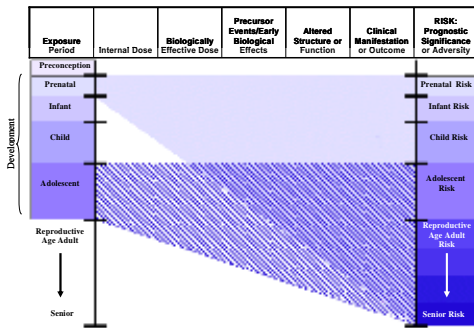 Exposure
Period
Internal Dose
Biologically
Effective Dose
Precursor
Events/Early
Biological
Effects
Altered
Structure or
Function
Clinical
Manifestation
or Outcome
RISK:
Prognostic
Significance
or Adversity
Development
Preconception
Prenatal
Infant
Child
Adolescent
Reproductive
Age Adult
Senior
Prenatal Risk
Infant Risk
Child Risk
Adolescent
Risk
Reproductive
Age Adult
Risk
Senior Risk